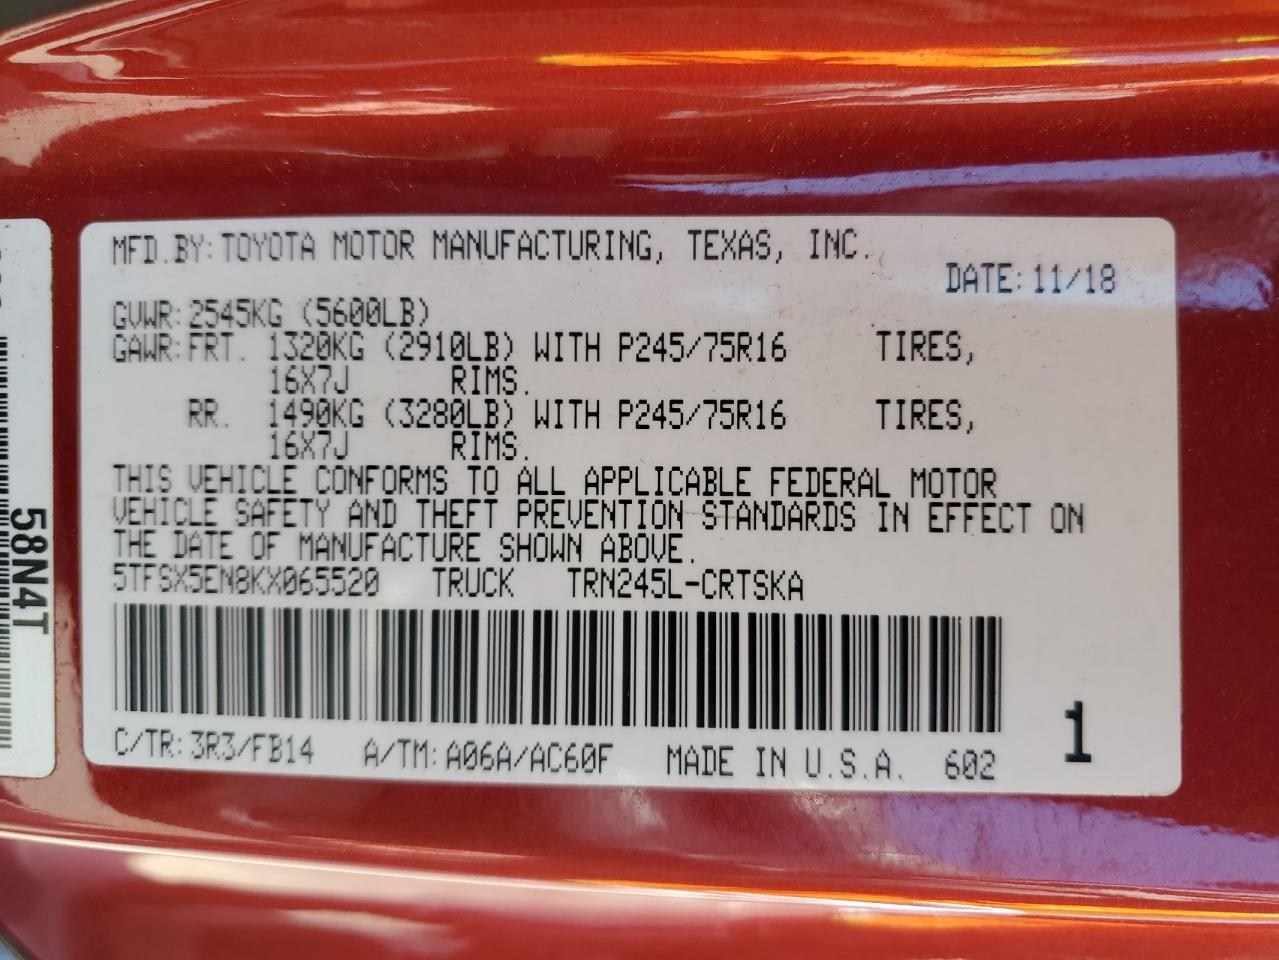 MFD.BY:TOYOTA MOTOR MANUFACTURING, TEXAS, INC.
DATE:11/18
GVWR:2545KG (5600LB)
GAWR:FRT. 1320KG (2910LB) WITH P245/75R16 TIRES,
16X7J RIMS.
RR. 1490KG (3280LB) WITH P245/75R16 TIRES,
16X7J RIMS.
THIS VEHICLE CONFORMS TO ALL APPLICABLE FEDERAL MOTOR
VEHICLE SAFETY AND THEFT PREVENTION STANDARDS IN EFFECT ON
THE DATE OF MANUFACTURE SHOWN ABOVE.
5TFSX5EN8KX065520 TRUCK TRN245L-CRTSKA
C/TR:3R3/FB14 A/TM:A06A/AC60F MADE IN U.S.A. 602
1
58N4T